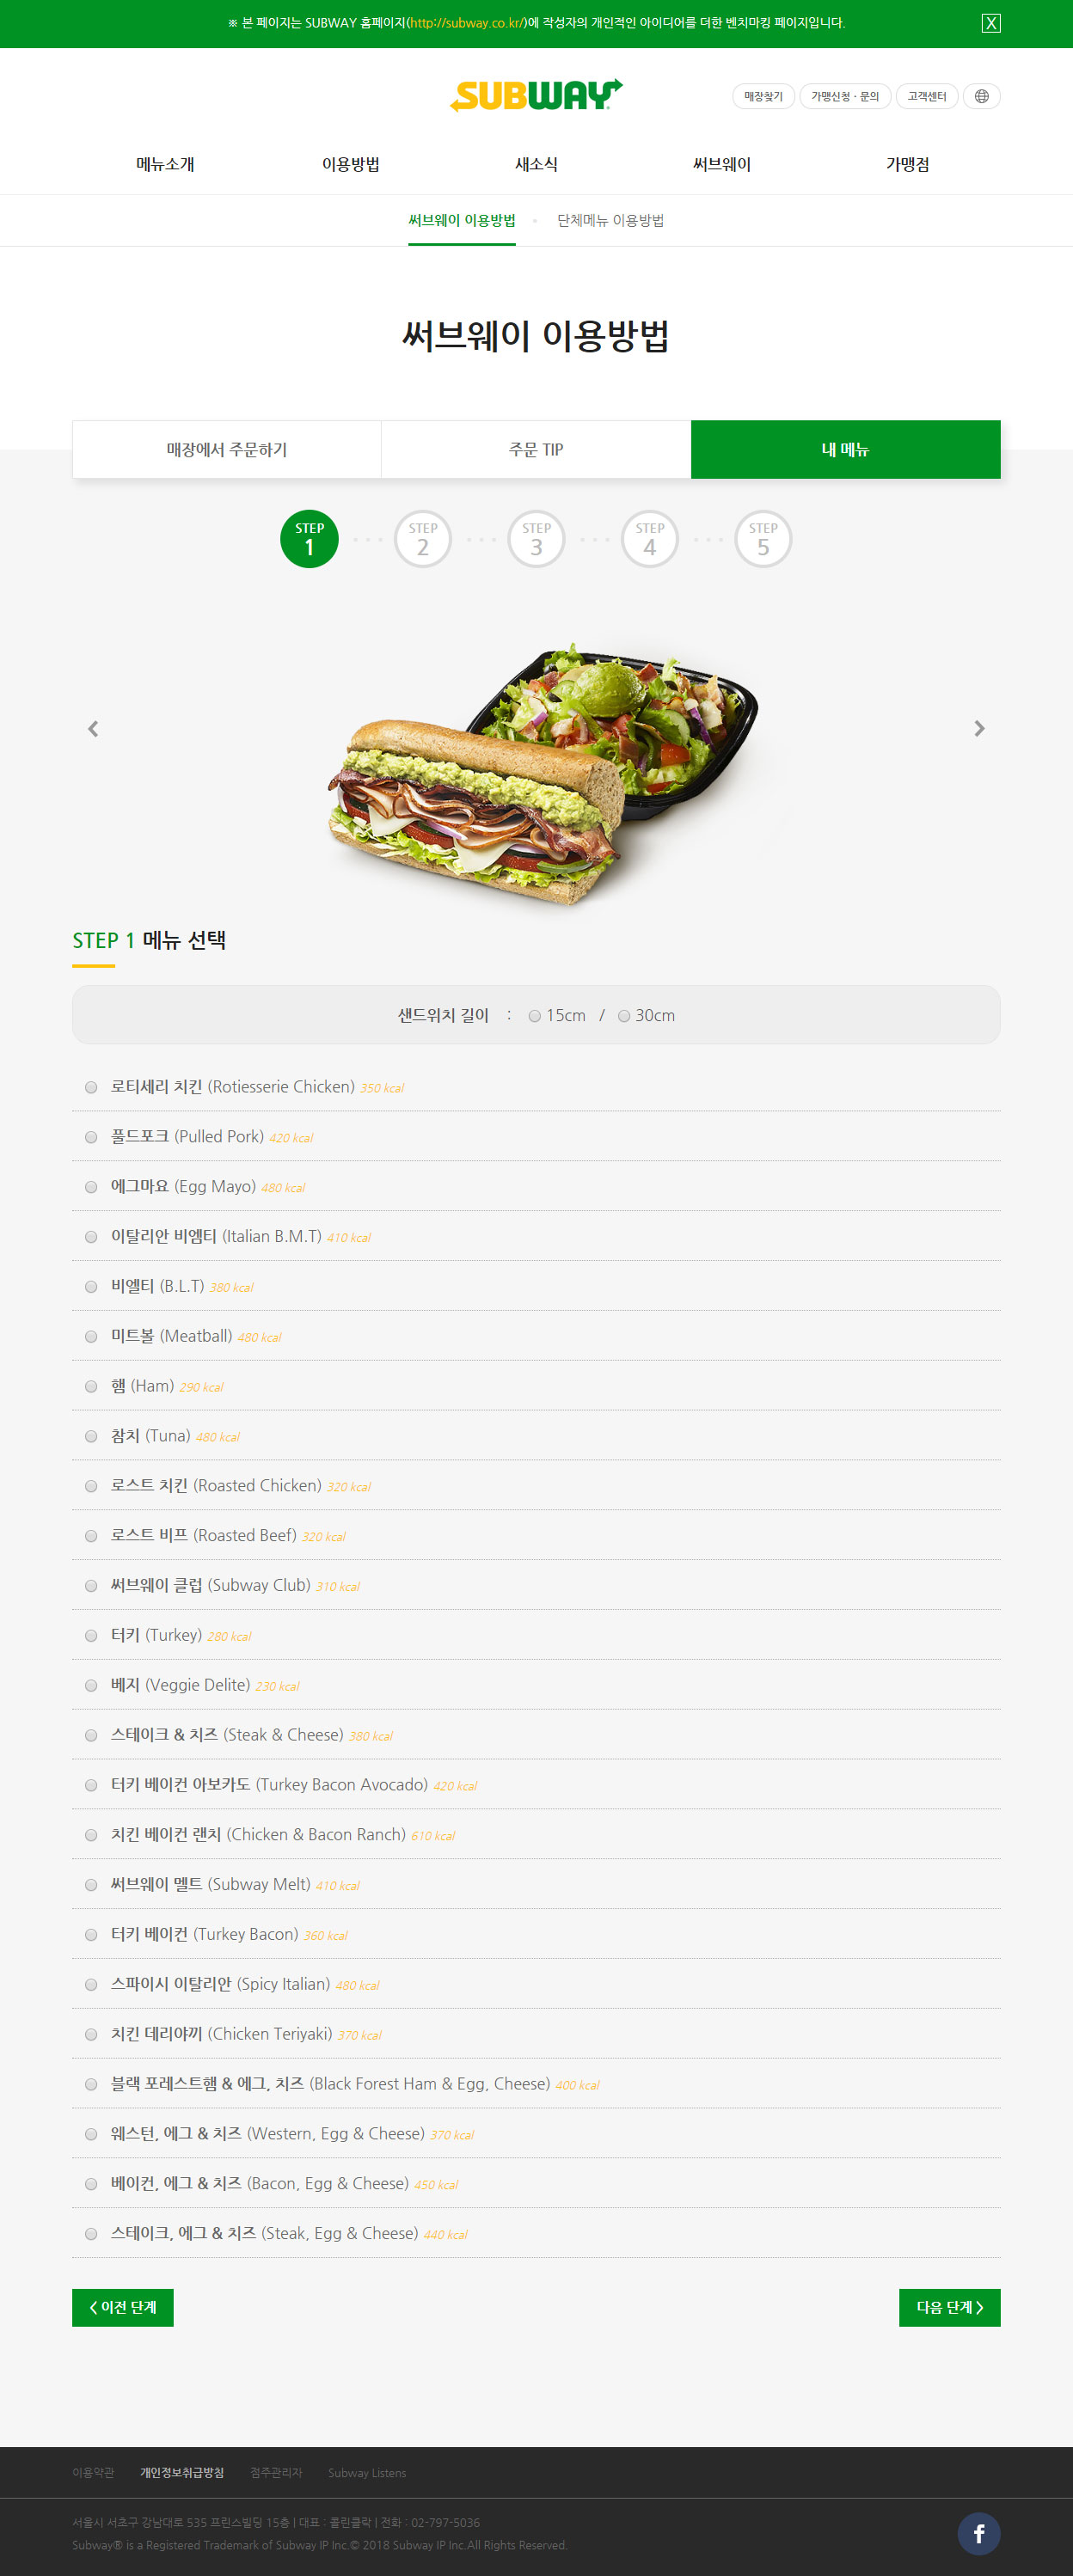 ※ 본 페이지는 SUBWAY 홈페이지(http://subway.co.kr/)에 작성자의 개인적인 아이디어를 더한 벤치마킹 페이지입니다.
X
SUBWAY
매장찾기 가맹신청 · 문의 고객센터
메뉴소개 이용방법 새소식 써브웨이 가맹점
써브웨이 이용방법 단체메뉴 이용방법
써브웨이 이용방법
매장에서 주문하기 주문 TIP 내 메뉴
STEP 1 STEP 2 STEP 3 STEP 4 STEP 5
STEP 1 메뉴 선택
샌드위치 길이 : 15cm / 30cm
로티세리 치킨 (Rotiesserie Chicken) 350 kcal
풀드포크 (Pulled Pork) 420 kcal
에그마요 (Egg Mayo) 480 kcal
이탈리안 비엠티 (Italian B.M.T) 410 kcal
비엘티 (B.L.T) 380 kcal
미트볼 (Meatball) 480 kcal
햄 (Ham) 290 kcal
참치 (Tuna) 480 kcal
로스트 치킨 (Roasted Chicken) 320 kcal
로스트 비프 (Roasted Beef) 320 kcal
써브웨이 클럽 (Subway Club) 310 kcal
터키 (Turkey) 280 kcal
베지 (Veggie Delite) 230 kcal
스테이크 & 치즈 (Steak & Cheese) 380 kcal
터키 베이컨 아보카도 (Turkey Bacon Avocado) 420 kcal
치킨 베이컨 랜치 (Chicken & Bacon Ranch) 610 kcal
써브웨이 멜트 (Subway Melt) 410 kcal
터키 베이컨 (Turkey Bacon) 360 kcal
스파이시 이탈리안 (Spicy Italian) 480 kcal
치킨 데리야끼 (Chicken Teriyaki) 370 kcal
블랙 포레스트햄 & 에그, 치즈 (Black Forest Ham & Egg, Cheese) 400 kcal
웨스턴, 에그 & 치즈 (Western, Egg & Cheese) 370 kcal
베이컨, 에그 & 치즈 (Bacon, Egg & Cheese) 450 kcal
스테이크, 에그 & 치즈 (Steak, Egg & Cheese) 440 kcal
< 이전 단계 다음 단계 >
이용약관 개인정보취급방침 점주관리자 Subway Listens
서울시 서초구 강남대로 535 프린스빌딩 15층 | 대표 : 콜린클락 | 전화 : 02-797-5036
Subway® is a Registered Trademark of Subway IP Inc.© 2018 Subway IP Inc.All Rights Reserved.
f